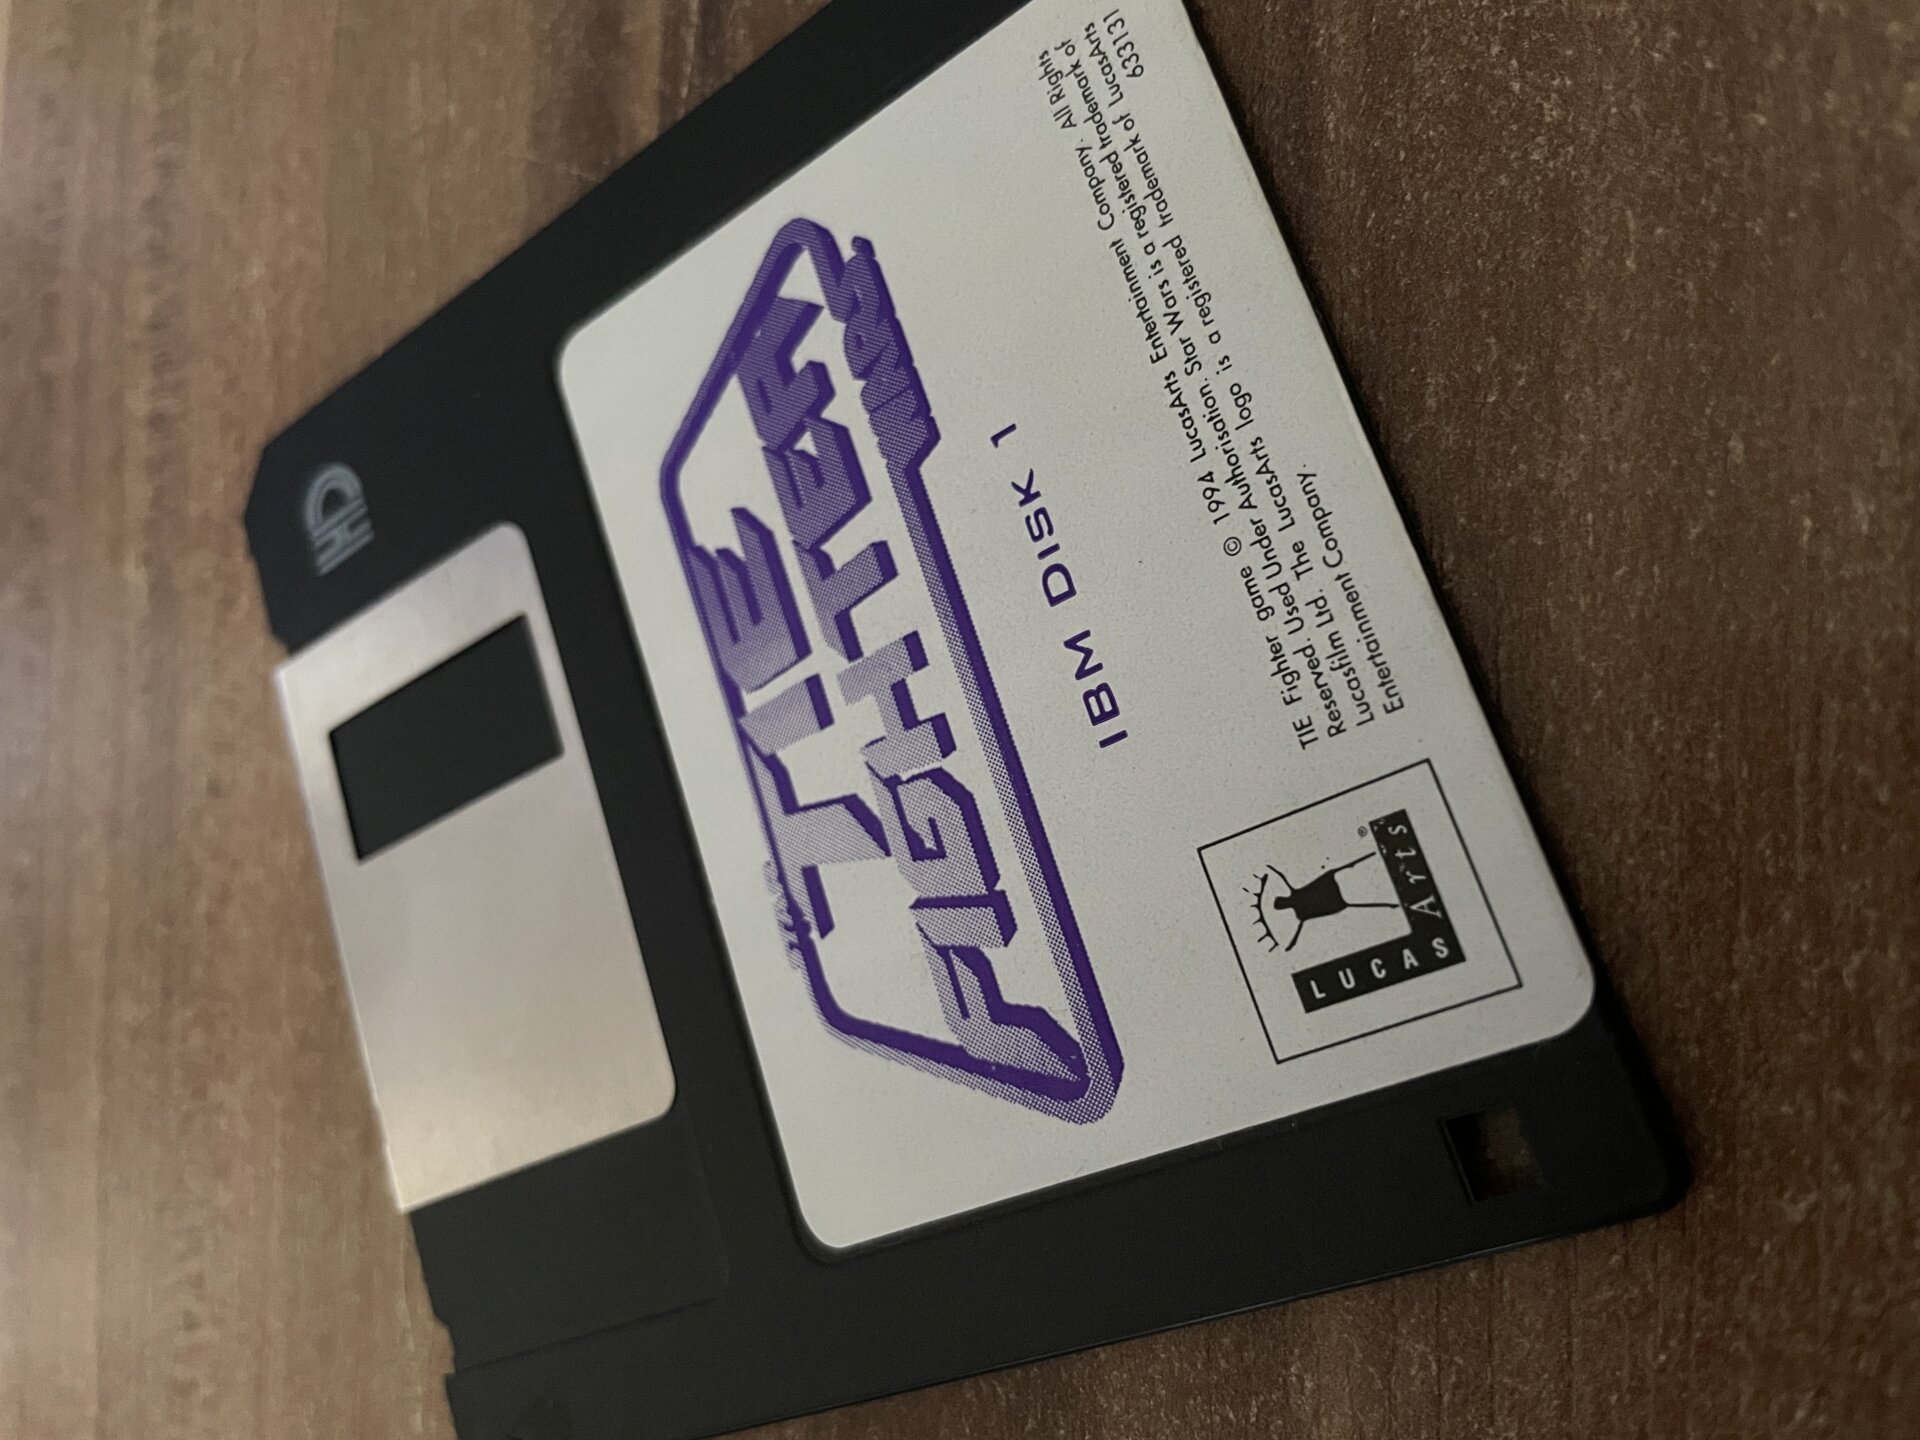 HD
STAR
TIE
FIGHTER
WARS
IBM DISK 1
LUCAS
Arts
®
TIE Fighter game © 1994 LucasArts Entertainment Company. All Rights
Reserved. Used Under Authorisation. Star Wars is a registered trademark of
Lucasfilm Ltd. The LucasArts logo is a registered trademark of LucasArts
Entertainment Company.
633131